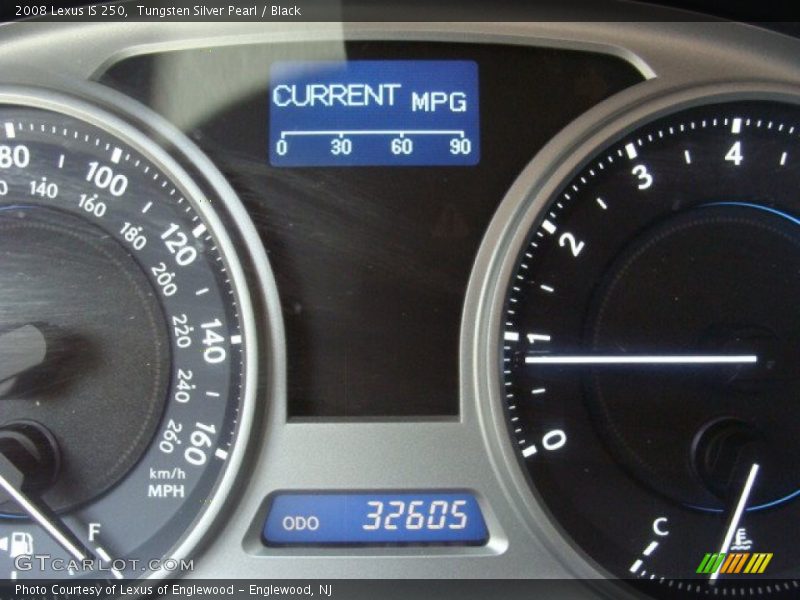 2008 Lexus IS 250,  Tungsten Silver Pearl / Black
CURRENT MPG
0 30 60 90
80 100 120 140 160
140 160 180 200 220 240 260
km/h
MPH
F
0 1 2 3 4
C
ODO 32605
GTCarLot.com
Photo Courtesy of Lexus of Englewood – Englewood, NJ